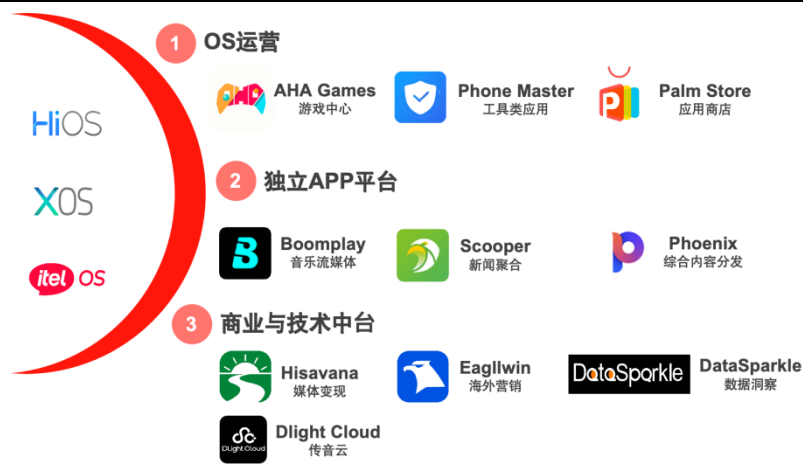 HiOS
XOS
itel OS
1 OS运营
AHA
AHA Games
游戏中心
Phone Master
工具类应用
Palm Store
应用商店
2 独立APP平台
B
Boomplay
音乐流媒体
Scooper
新闻聚合
Phoenix
综合内容分发
3 商业与技术中台
Hisavana
媒体变现
Eagllwin
海外营销
DataSparkle
DataSparkle
数据洞察
DLightCloud
Dlight Cloud
传音云